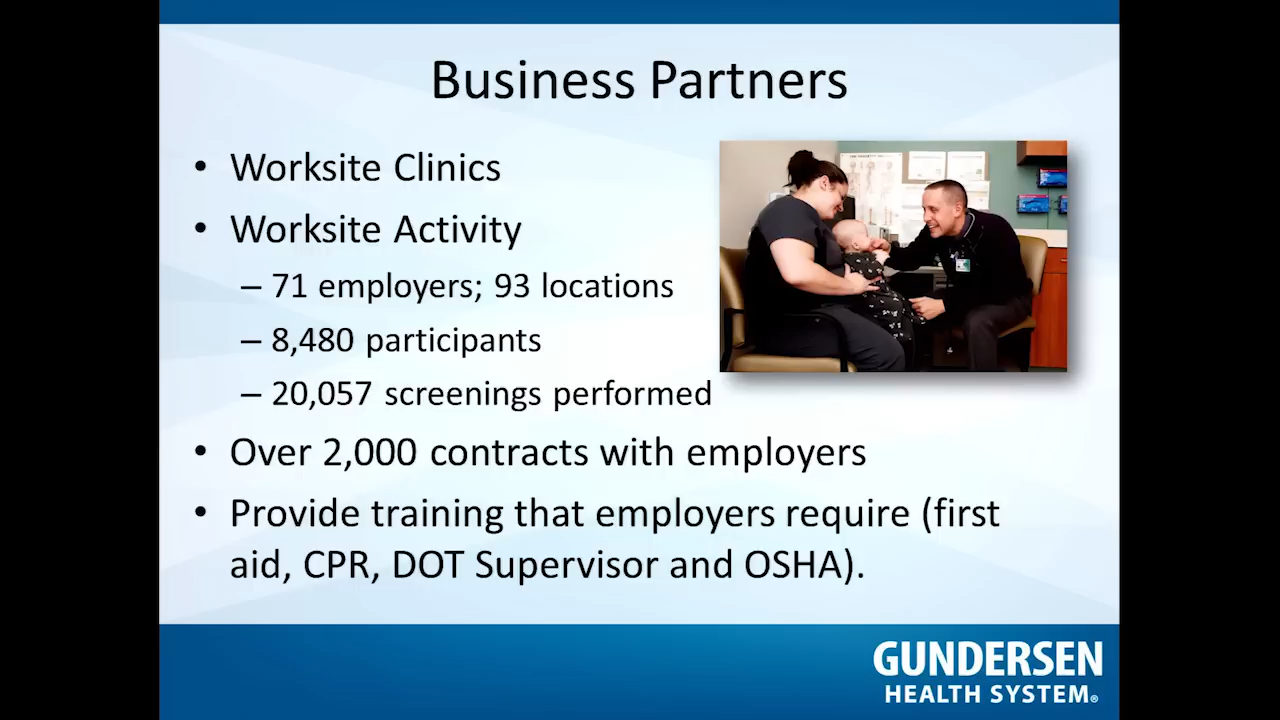 Business Partners
• Worksite Clinics
• Worksite Activity
– 71 employers; 93 locations
– 8,480 participants
– 20,057 screenings performed
• Over 2,000 contracts with employers
• Provide training that employers require (first
aid, CPR, DOT Supervisor and OSHA).
GUNDERSEN
HEALTH SYSTEM®